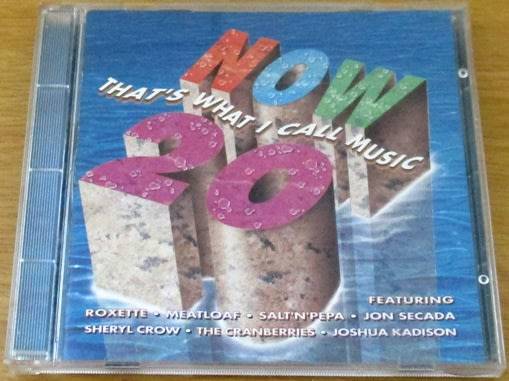 NOW
THAT'S WHAT I CALL MUSIC
20
FEATURING
ROXETTE • MEATLOAF • SALT'N'PEPA • JON SECADA
SHERYL CROW • THE CRANBERRIES • JOSHUA KADISON